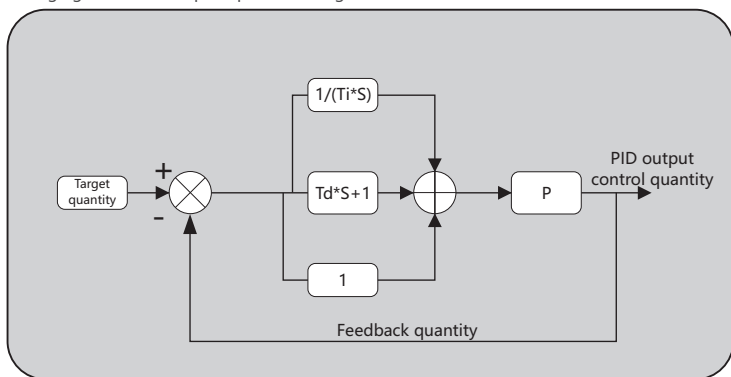 1/(Ti*S)
PID output
control quantity
+
Target
quantity
Td*S+1
P
-
1
Feedback quantity